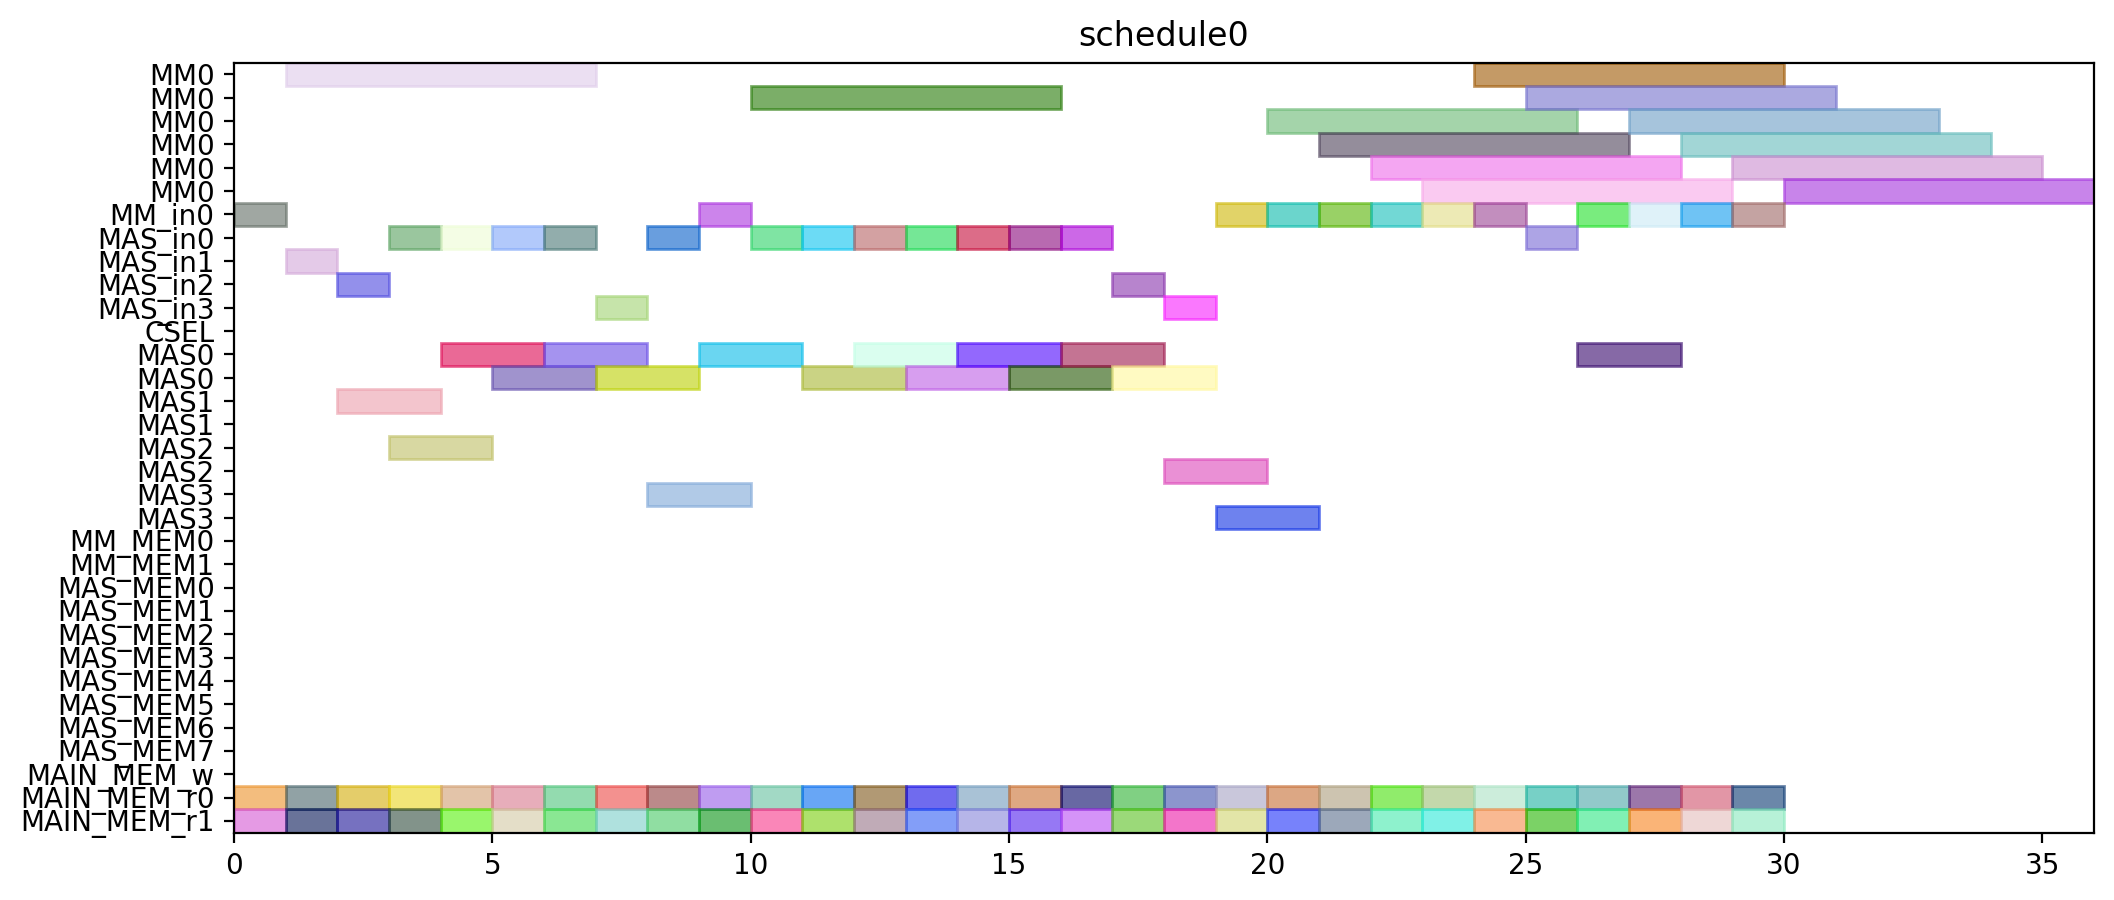 schedule0
MM0
MM0
MM0
MM0
MM0
MM0
MM_in0
MAS_in0
MAS_in1
MAS_in2
MAS_in3
CSEL
MAS0
MAS0
MAS1
MAS1
MAS2
MAS2
MAS3
MAS3
MM_MEM0
MM_MEM1
MAS_MEM0
MAS_MEM1
MAS_MEM2
MAS_MEM3
MAS_MEM4
MAS_MEM5
MAS_MEM6
MAS_MEM7
MAIN_MEM_w
MAIN_MEM_r0
MAIN_MEM_r1
0 5 10 15 20 25 30 35